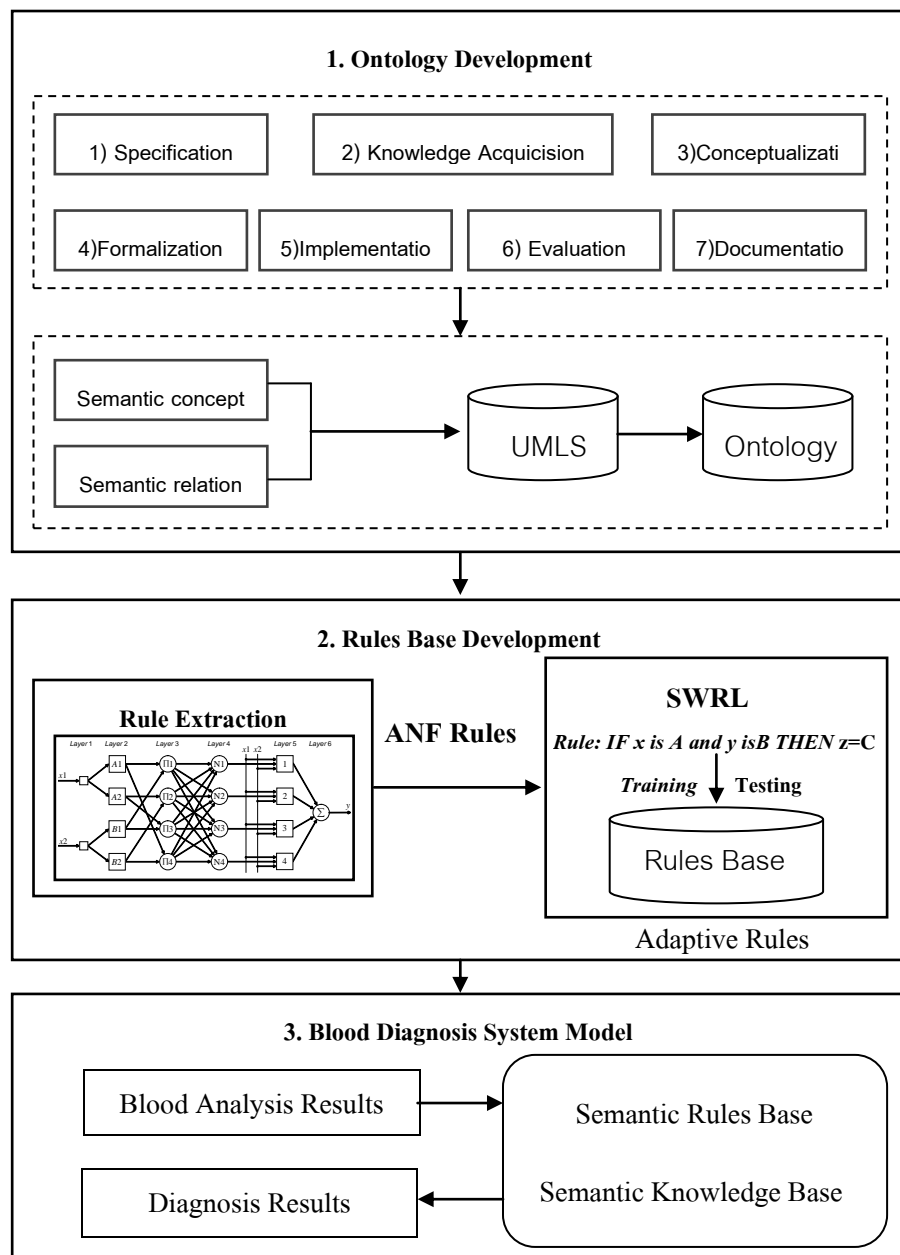 1. Ontology Development
1) Specification
2) Knowledge Acquicision
3)Conceptualizati
4)Formalization
5)Implementatio
6) Evaluation
7)Documentatio
Semantic concept
Semantic relation
UMLS
Ontology
2. Rules Base Development
Rule Extraction
Layer 1 Layer 2 Layer 3 Layer 4 x1 x2 Layer 5 Layer 6
x1 A1 Π1 N1 1
A2 Π2 N2 2
Σ y
x2 B1 Π3 N3 3
B2 Π4 N4 4
ANF Rules
SWRL
Rule: IF x is A and y isB THEN z=C
Training Testing
Rules Base
Adaptive Rules
3. Blood Diagnosis System Model
Blood Analysis Results
Semantic Rules Base
Diagnosis Results
Semantic Knowledge Base